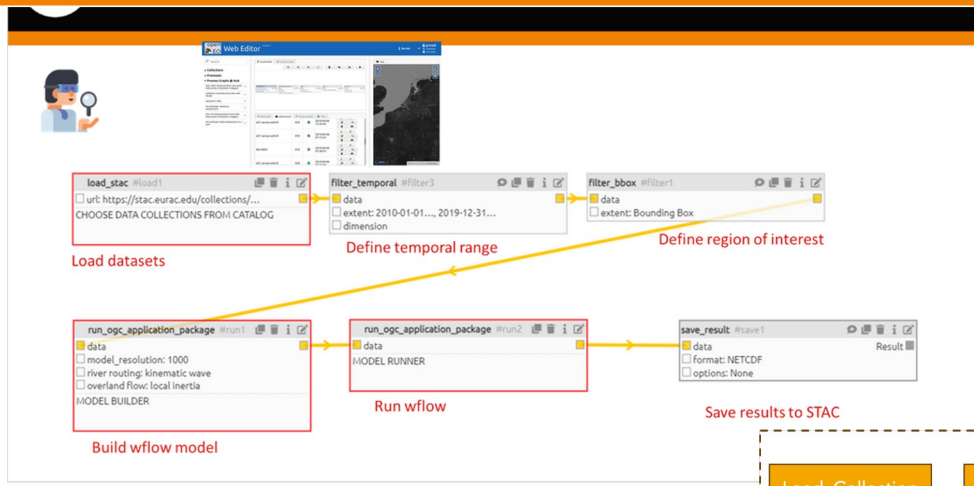 Web Editor
load_stac #load1
url: https://stac.eurac.edu/collections/...
CHOOSE DATA COLLECTIONS FROM CATALOG
Load datasets
filter_temporal #filter3
data
extent: 2010-01-01..., 2019-12-31...
dimension
Define temporal range
filter_bbox #filter1
data
extent: Bounding Box
Define region of interest
run_ogc_application_package #run1
data
model_resolution: 1000
river routing: kinematic wave
overland flow: local inertia
MODEL BUILDER
Build wflow model
run_ogc_application_package #run2
data
MODEL RUNNER
Run wflow
save_result #save1
data
Result
format: NETCDF
options: None
Save results to STAC
Load Collection